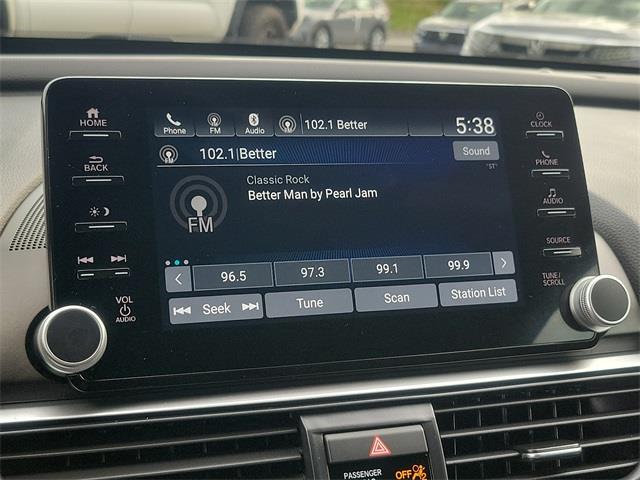 HOME
BACK
VOL
AUDIO
Phone FM Audio 102.1 Better 5:38
102.1|Better Sound
"ST"
Classic Rock
Better Man by Pearl Jam
FM
96.5 97.3 99.1 99.9
Seek Tune Scan Station List
CLOCK
PHONE
AUDIO
SOURCE
TUNE/
SCROLL
PASSENGER
OFF